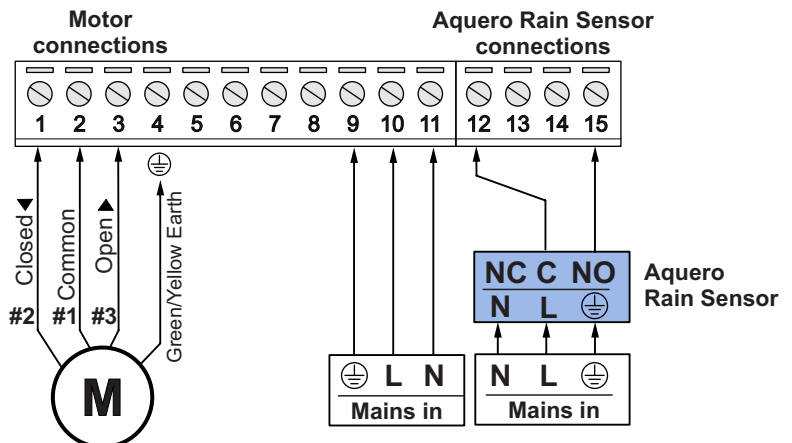 Motor
connections
Aquero Rain Sensor
connections
1 2 3 4 5 6 7 8 9 10 11 12 13 14 15
Closed
Common
Open
Green/Yellow Earth
#2 #1 #3
M
NC C NO
N L
Aquero
Rain Sensor
L N
Mains in
N L
Mains in